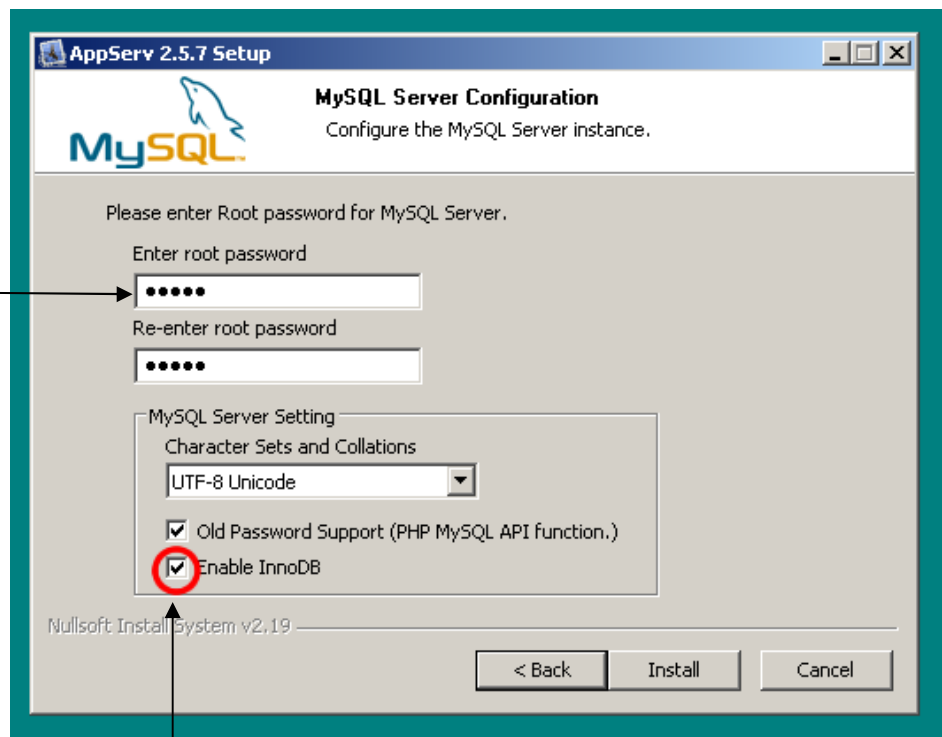 AppServ 2.5.7 Setup
MySQL
MySQL Server Configuration
Configure the MySQL Server instance.
Please enter Root password for MySQL Server.
Enter root password
•••••
Re-enter root password
•••••
MySQL Server Setting
Character Sets and Collations
UTF-8 Unicode
Old Password Support (PHP MySQL API function.)
Enable InnoDB
Nullsoft Install System v2.19
< Back
Install
Cancel